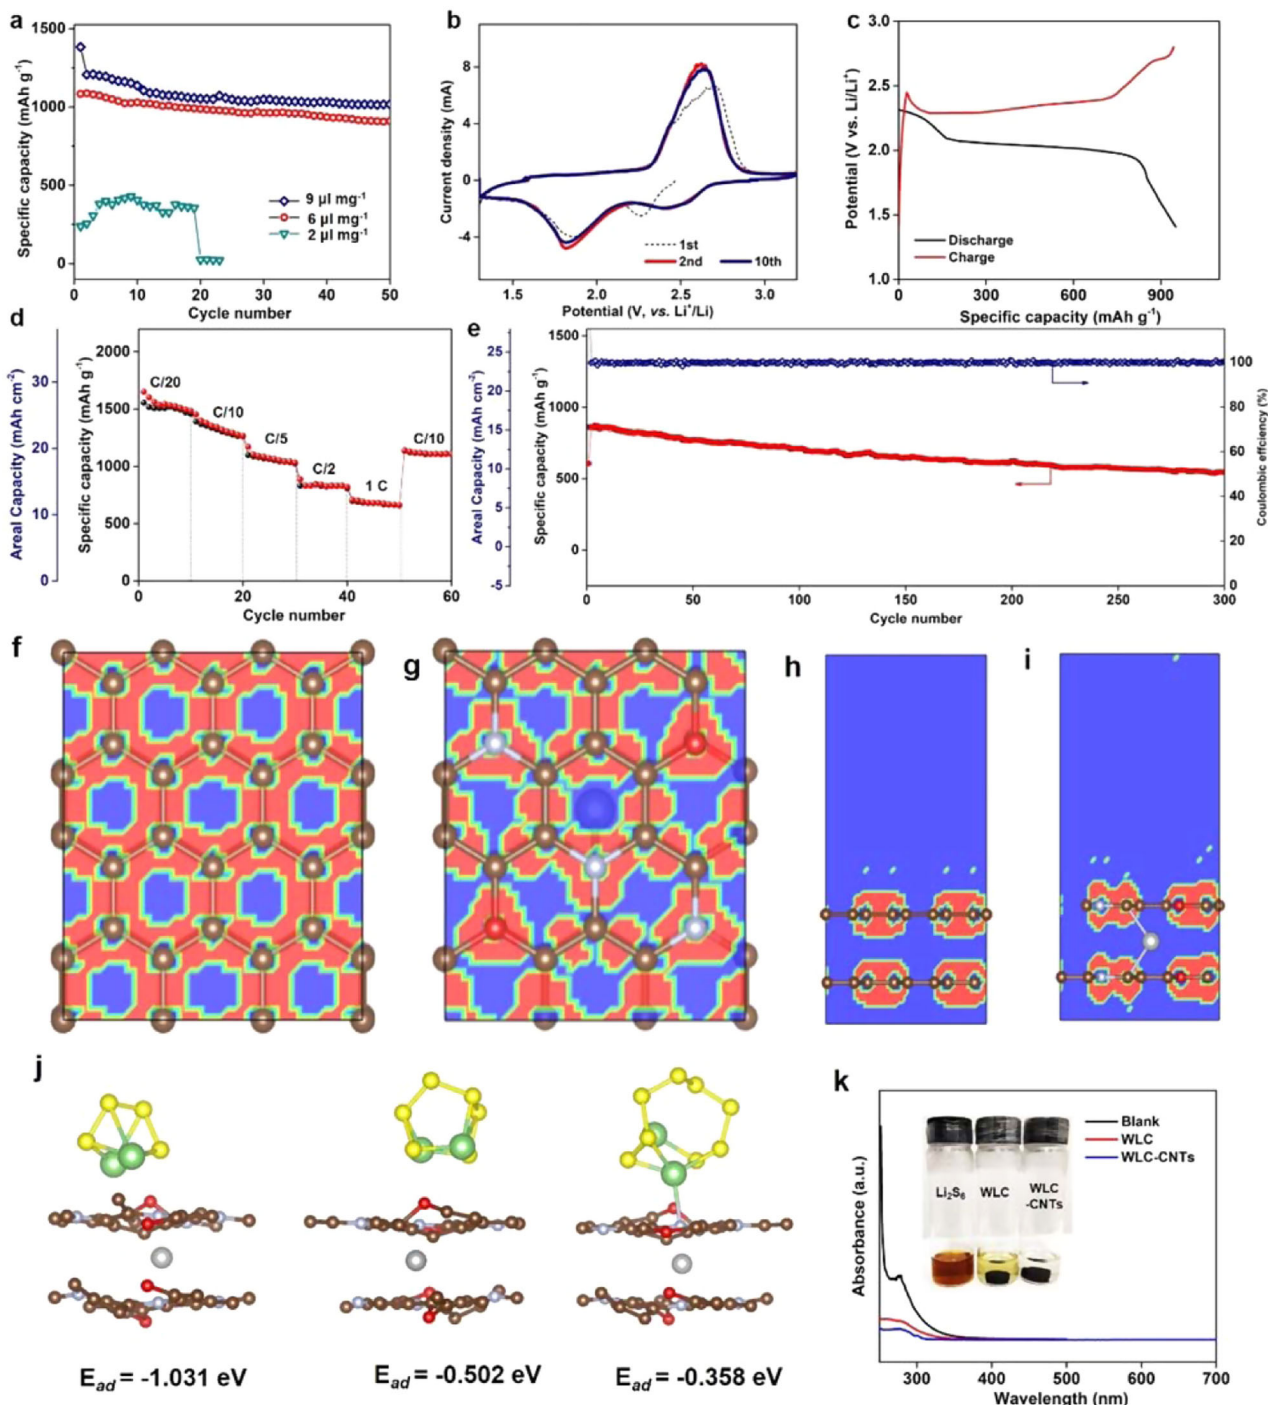 a
1500
1000
500
0
Specific capacity (mAh g⁻¹)
9 µl mg⁻¹
6 µl mg⁻¹
2 µl mg⁻¹
0 10 20 30 40 50
Cycle number
b
8
4
0
-4
Current density (mA)
1st
2nd 10th
1.5 2.0 2.5 3.0
Potential (V, vs. Li⁺/Li)
c
3.0
2.5
2.0
1.5
1.0
Potential (V vs. Li/Li⁺)
Discharge
Charge
0 300 600 900
Specific capacity (mAh g⁻¹)
d
30
20
10
0
Areal Capacity (mAh cm⁻²)
2000
1500
1000
500
0
Specific capacity (mAh g⁻¹)
C/20
C/10
C/5
C/2
1 C
C/10
0 20 40 60
Cycle number
e
25
20
15
10
5
0
-5
Areal Capacity (mAh cm⁻²)
1500
1000
500
0
Specific capacity (mAh g⁻¹)
100
80
60
40
20
0
Coulombic effciency (%)
0 50 100 150 200 250 300
Cycle number
f
g
h
i
j
E_ad = -1.031 eV
E_ad = -0.502 eV
E_ad = -0.358 eV
k
Absorbance (a.u.)
Blank
WLC
WLC-CNTs
Li₂S₆
WLC
WLC
-CNTs
300 400 500 600 700
Wavelength (nm)